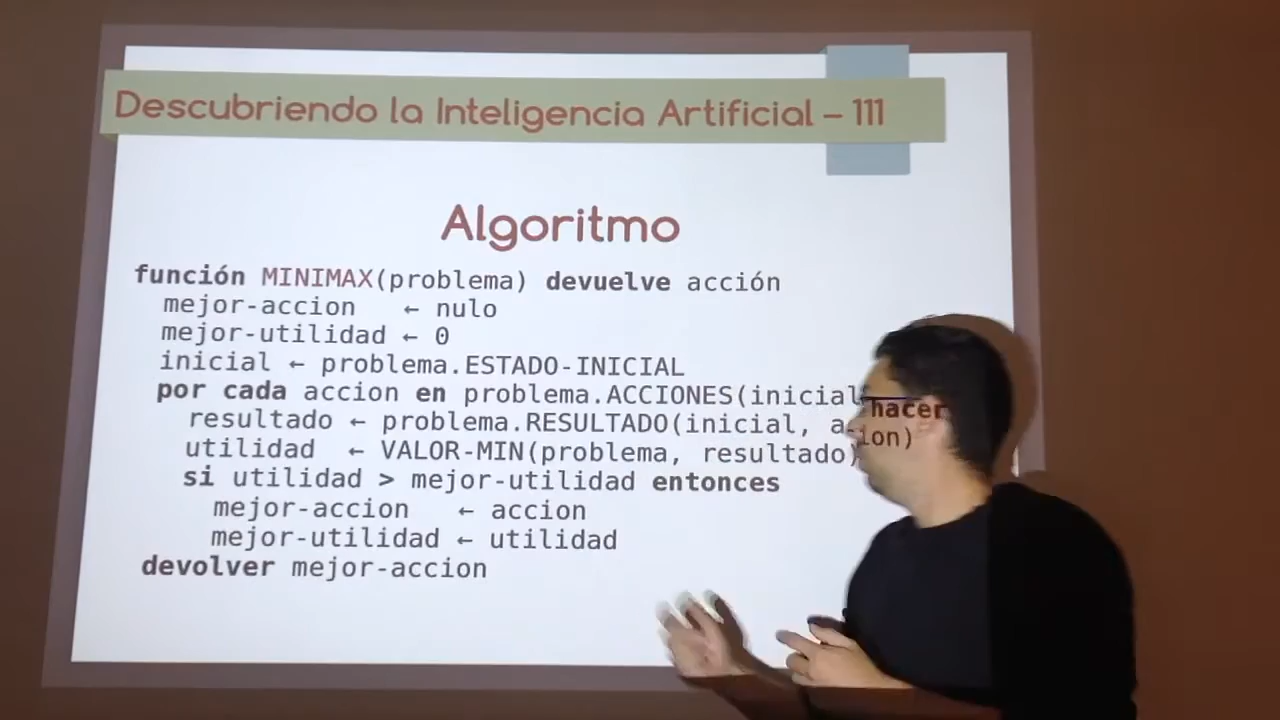 Descubriendo la Inteligencia Artificial – 111
Algoritmo
función MINIMAX(problema) devuelve acción
mejor-accion ← nulo
mejor-utilidad ← 0
inicial ← problema.ESTADO-INICIAL
por cada accion en problema.ACCIONES(inicial hacer
resultado ← problema.RESULTADO(inicial, accion)
utilidad ← VALOR-MIN(problema, resultado)
si utilidad > mejor-utilidad entonces
mejor-accion ← accion
mejor-utilidad ← utilidad
devolver mejor-accion